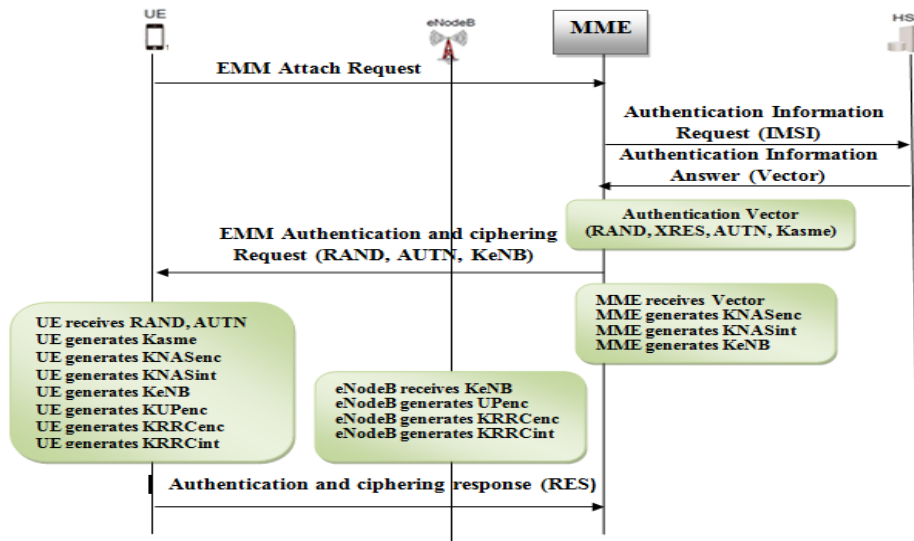 UE
eNodeB
MME
HS
EMM Attach Request
Authentication Information
Request (IMSI)
Authentication Information
Answer (Vector)
Authentication Vector
(RAND, XRES, AUTN, Kasme)
EMM Authentication and ciphering
Request (RAND, AUTN, KeNB)
MME receives Vector
MME generates KNASenc
MME generates KNASint
MME generates KeNB
UE receives RAND, AUTN
UE generates Kasme
UE generates KNASenc
UE generates KNASint
UE generates KeNB
UE generates KUPenc
UE generates KRRCenc
UE generates KRRCint
eNodeB receives KeNB
eNodeB generates UPenc
eNodeB generates KRRCenc
eNodeB generates KRRCint
Authentication and ciphering response (RES)